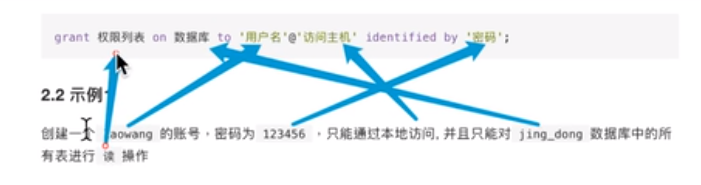 grant 权限列表 on 数据库 to '用户名'@'访问主机' identified by '密码';
2.2 示例
创建一个 aowang 的账号,密码为 123456 ,只能通过本地访问, 并且只能对 jing_dong 数据库中的所
有表进行 读 操作